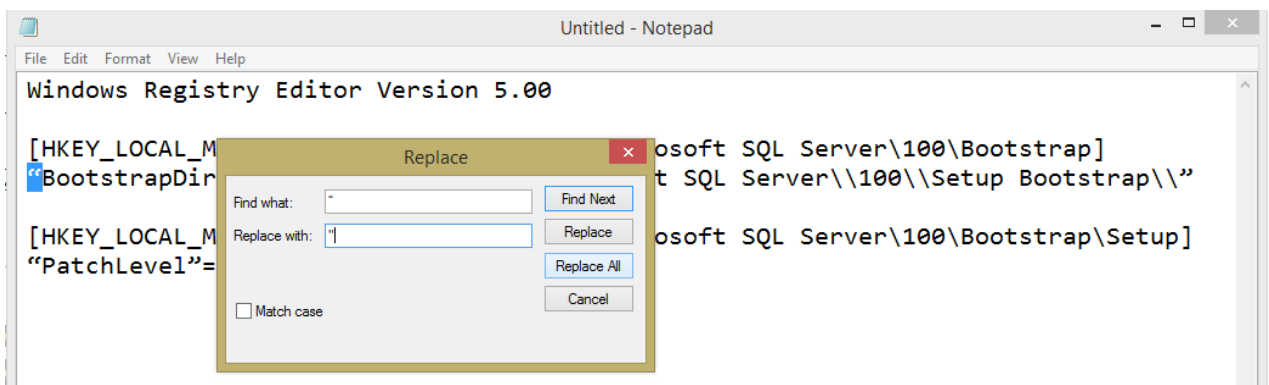 Untitled - Notepad
File Edit Format View Help
Windows Registry Editor Version 5.00
[HKEY_LOCAL_M
osoft SQL Server\100\Bootstrap]
“BootstrapDir
t SQL Server\\100\\Setup Bootstrap\\”
[HKEY_LOCAL_M
osoft SQL Server\100\Bootstrap\Setup]
“PatchLevel”=
Replace
Find what: “
Find Next
Replace with: "
Replace
Replace All
Cancel
Match case